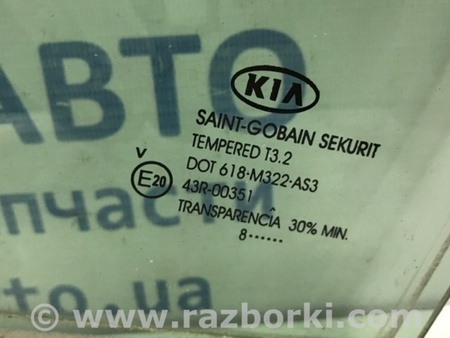 АВТО
пчасти
to.ua
KIA
SAINT-GOBAIN SEKURIT
TEMPERED T3.2
DOT 618-M322-AS3
V
E20
43R-00351
TRANSPARENCIA 30% MIN.
8······
www.razborki.com